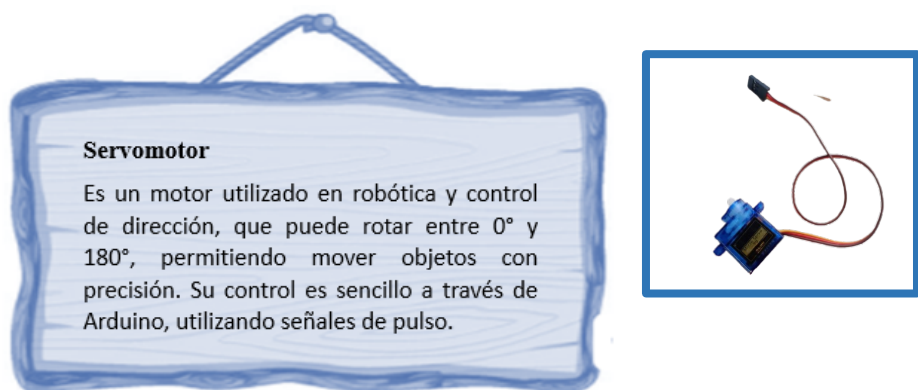 Servomotor
Es un motor utilizado en robótica y control
de dirección, que puede rotar entre 0° y
180°, permitiendo mover objetos con
precisión. Su control es sencillo a través de
Arduino, utilizando señales de pulso.